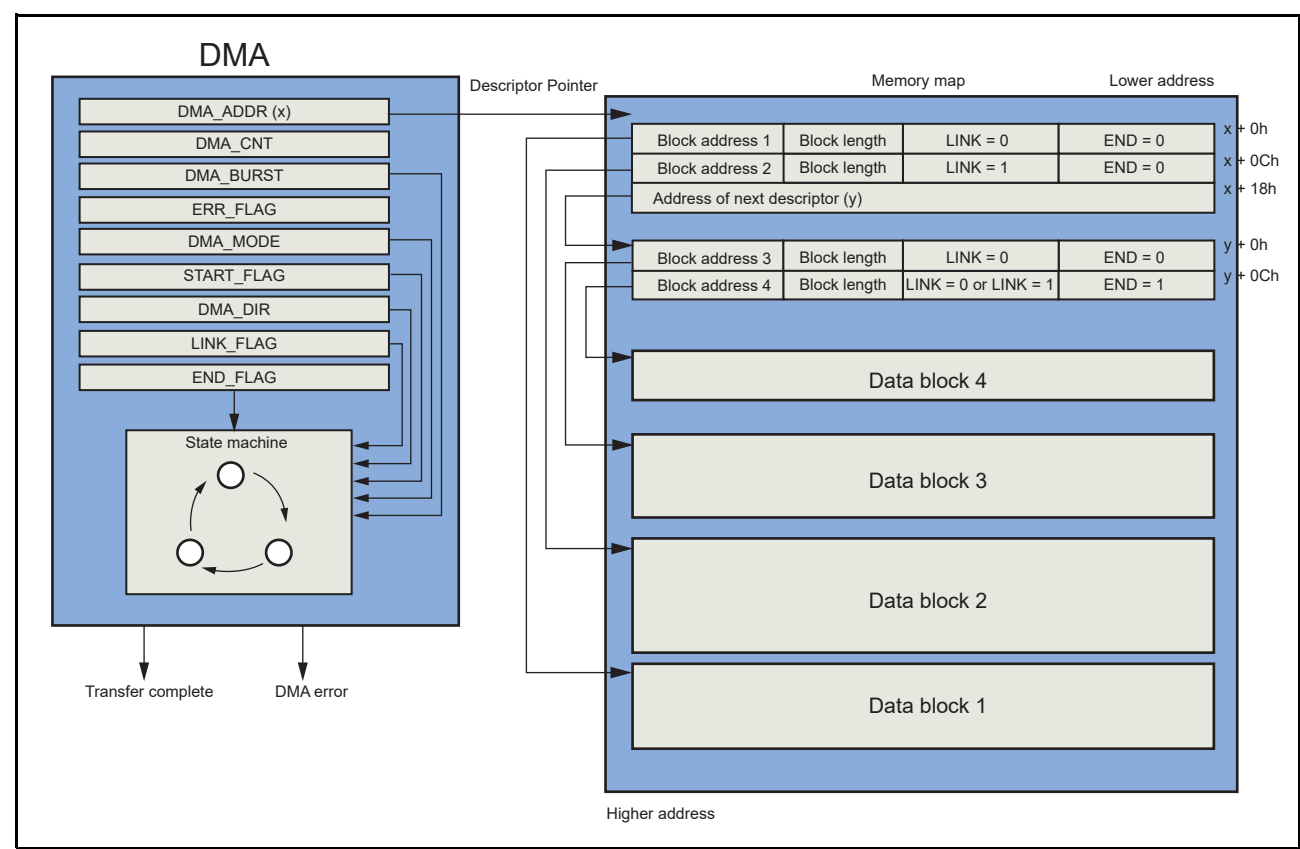 DMA
DMA_ADDR (x)
DMA_CNT
DMA_BURST
ERR_FLAG
DMA_MODE
START_FLAG
DMA_DIR
LINK_FLAG
END_FLAG
State machine
Transfer complete
DMA error
Descriptor Pointer
Memory map
Lower address
Block address 1 Block length LINK = 0 END = 0 x + 0h
Block address 2 Block length LINK = 1 END = 0 x + 0Ch
Address of next descriptor (y) x + 18h
Block address 3 Block length LINK = 0 END = 0 y + 0h
Block address 4 Block length LINK = 0 or LINK = 1 END = 1 y + 0Ch
Data block 4
Data block 3
Data block 2
Data block 1
Higher address